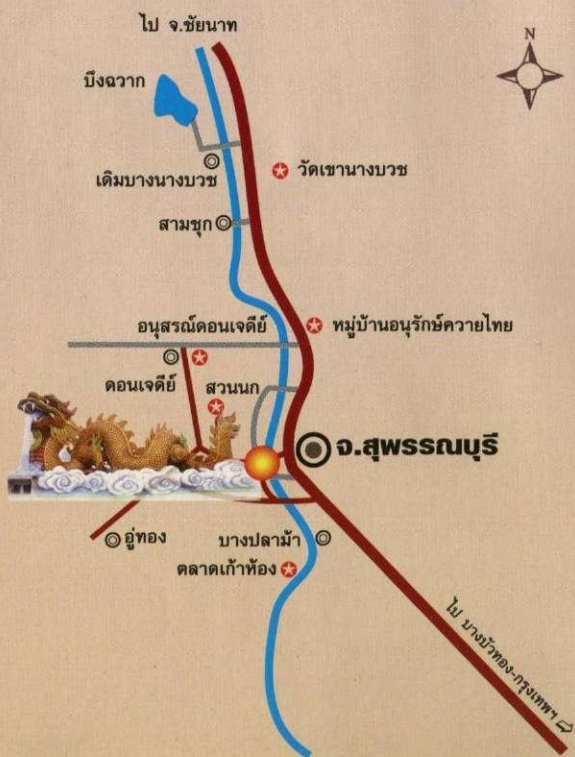 ไป จ.ชัยนาท
N
บึงฉวาก
เดิมบางนางบวช
วัดเขานางบวช
สามชุก
อนุสรณ์ดอนเจดีย์
หมู่บ้านอนุรักษ์ควายไทย
ดอนเจดีย์
สวนนก
จ.สุพรรณบุรี
อู่ทอง
บางปลาม้า
ตลาดเก้าห้อง
ไป บางบัวทอง-กรุงเทพฯ